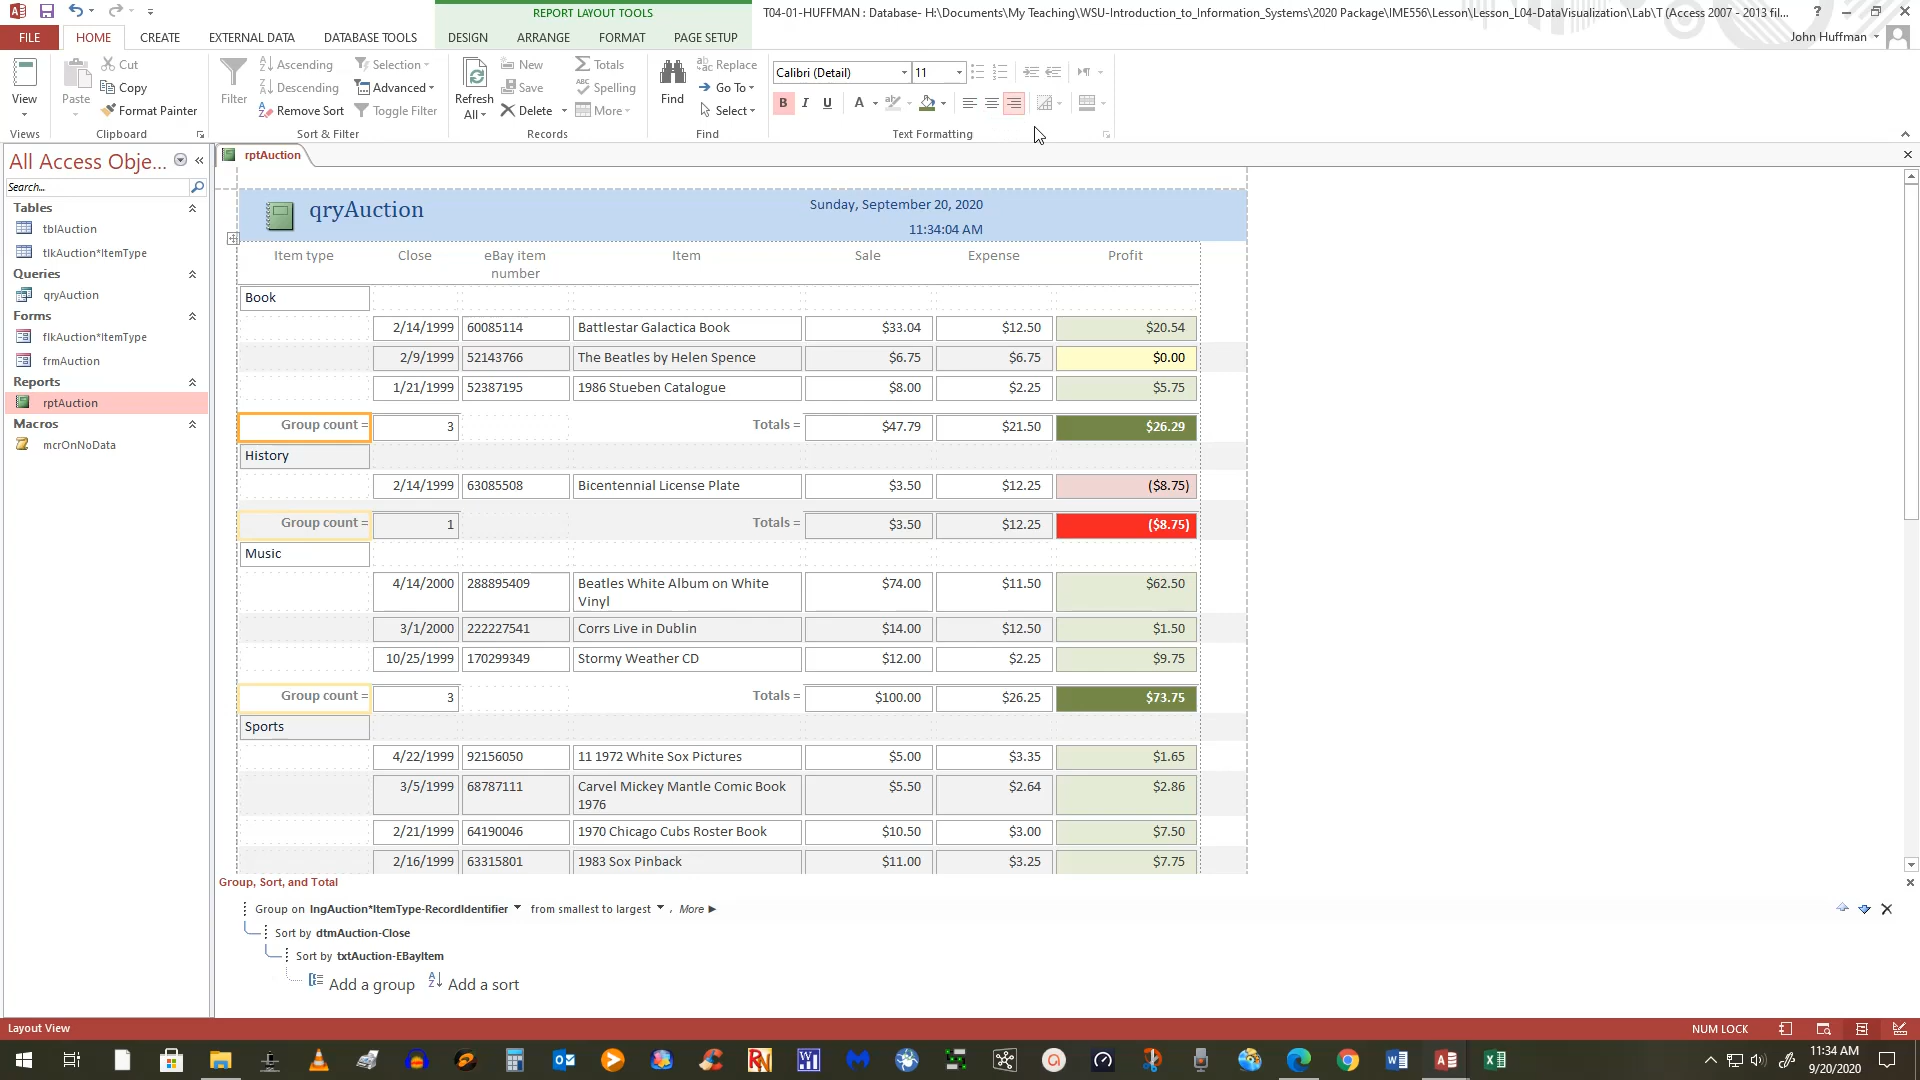 REPORT LAYOUT TOOLS
T04-01-HUFFMAN : Database- H:\Documents\My Teaching\WSU-Introduction_to_Information_Systems\2020 Package\IME556\Lesson\Lesson_L04-DataVisualization\Lab\T (Access 2007 - 2013 fil...
FILE HOME CREATE EXTERNAL DATA DATABASE TOOLS DESIGN ARRANGE FORMAT PAGE SETUP
John Huffman
View
Views
Paste
Cut
Copy
Format Painter
Clipboard
Filter
Ascending
Descending
Remove Sort
Selection
Advanced
Toggle Filter
Sort & Filter
Refresh
All
New
Save
Delete
Totals
Spelling
More
Records
Find
Replace
Go To
Select
Find
Calibri (Detail) 11
B I U A
Text Formatting
All Access Obje...
Search...
Tables
tblAuction
tlkAuction*ItemType
Queries
qryAuction
Forms
flkAuction*ItemType
frmAuction
Reports
rptAuction
Macros
mcrOnNoData
rptAuction
qryAuction
Sunday, September 20, 2020
11:34:04 AM
Item type Close eBay item number Item Sale Expense Profit
Book
2/14/1999 60085114 Battlestar Galactica Book $33.04 $12.50 $20.54
2/9/1999 52143766 The Beatles by Helen Spence $6.75 $6.75 $0.00
1/21/1999 52387195 1986 Stueben Catalogue $8.00 $2.25 $5.75
Group count = 3 Totals = $47.79 $21.50 $26.29
History
2/14/1999 63085508 Bicentennial License Plate $3.50 $12.25 ($8.75)
Group count = 1 Totals = $3.50 $12.25 ($8.75)
Music
4/14/2000 288895409 Beatles White Album on White Vinyl $74.00 $11.50 $62.50
3/1/2000 222227541 Corrs Live in Dublin $14.00 $12.50 $1.50
10/25/1999 170299349 Stormy Weather CD $12.00 $2.25 $9.75
Group count = 3 Totals = $100.00 $26.25 $73.75
Sports
4/22/1999 92156050 11 1972 White Sox Pictures $5.00 $3.35 $1.65
3/5/1999 68787111 Carvel Mickey Mantle Comic Book 1976 $5.50 $2.64 $2.86
2/21/1999 64190046 1970 Chicago Cubs Roster Book $10.50 $3.00 $7.50
2/16/1999 63315801 1983 Sox Pinback $11.00 $3.25 $7.75
Group, Sort, and Total
Group on lngAuction*ItemType-RecordIdentifier from smallest to largest , More
Sort by dtmAuction-Close
Sort by txtAuction-EBayItem
Add a group Add a sort
Layout View
NUM LOCK
11:34 AM
9/20/2020